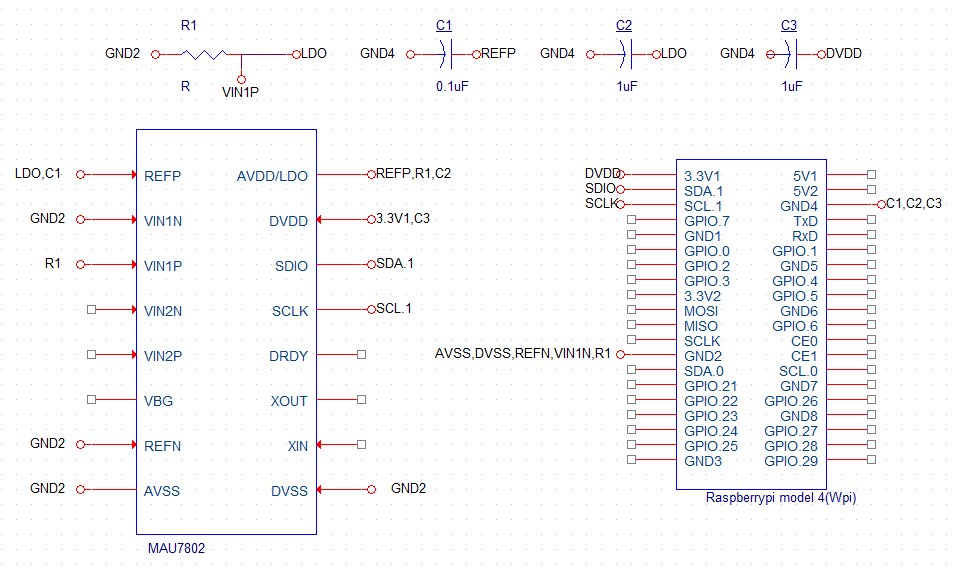 R1
C1
C2
C3
GND2 LDO GND4 REFP GND4 LDO GND4 DVDD
R VIN1P 0.1uF 1uF 1uF
LDO,C1 REFP AVDD/LDO REFP,R1,C2
GND2 VIN1N DVDD 3.3V1,C3
R1 VIN1P SDIO SDA.1
VIN2N SCLK SCL.1
VIN2P DRDY
VBG XOUT
GND2 REFN XIN
GND2 AVSS DVSS GND2
MAU7802
DVDD 3.3V1 5V1
SDIO SDA.1 5V2
SCLK SCL.1 GND4 C1,C2,C3
GPIO.7 TxD
GND1 RxD
GPIO.0 GPIO.1
GPIO.2 GND5
GPIO.3 GPIO.4
3.3V2 GPIO.5
MOSI GND6
MISO GPIO.6
SCLK CE0
AVSS,DVSS,REFN,VIN1N,R1 GND2 CE1
SDA.0 SCL.0
GPIO.21 GND7
GPIO.22 GPIO.26
GPIO.23 GND8
GPIO.24 GPIO.27
GPIO.25 GPIO.28
GND3 GPIO.29
Raspberrypi model 4(Wpi)